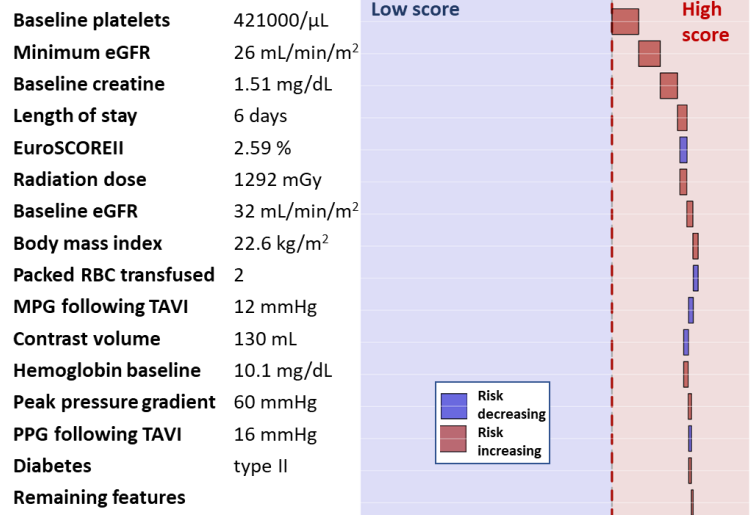 Low score
High
score
Baseline platelets 421000/µL
Minimum eGFR 26 mL/min/m²
Baseline creatine 1.51 mg/dL
Length of stay 6 days
EuroSCOREII 2.59 %
Radiation dose 1292 mGy
Baseline eGFR 32 mL/min/m²
Body mass index 22.6 kg/m²
Packed RBC transfused 2
MPG following TAVI 12 mmHg
Contrast volume 130 mL
Hemoglobin baseline 10.1 mg/dL
Peak pressure gradient 60 mmHg
PPG following TAVI 16 mmHg
Diabetes type II
Remaining features
Risk
decreasing
Risk
increasing